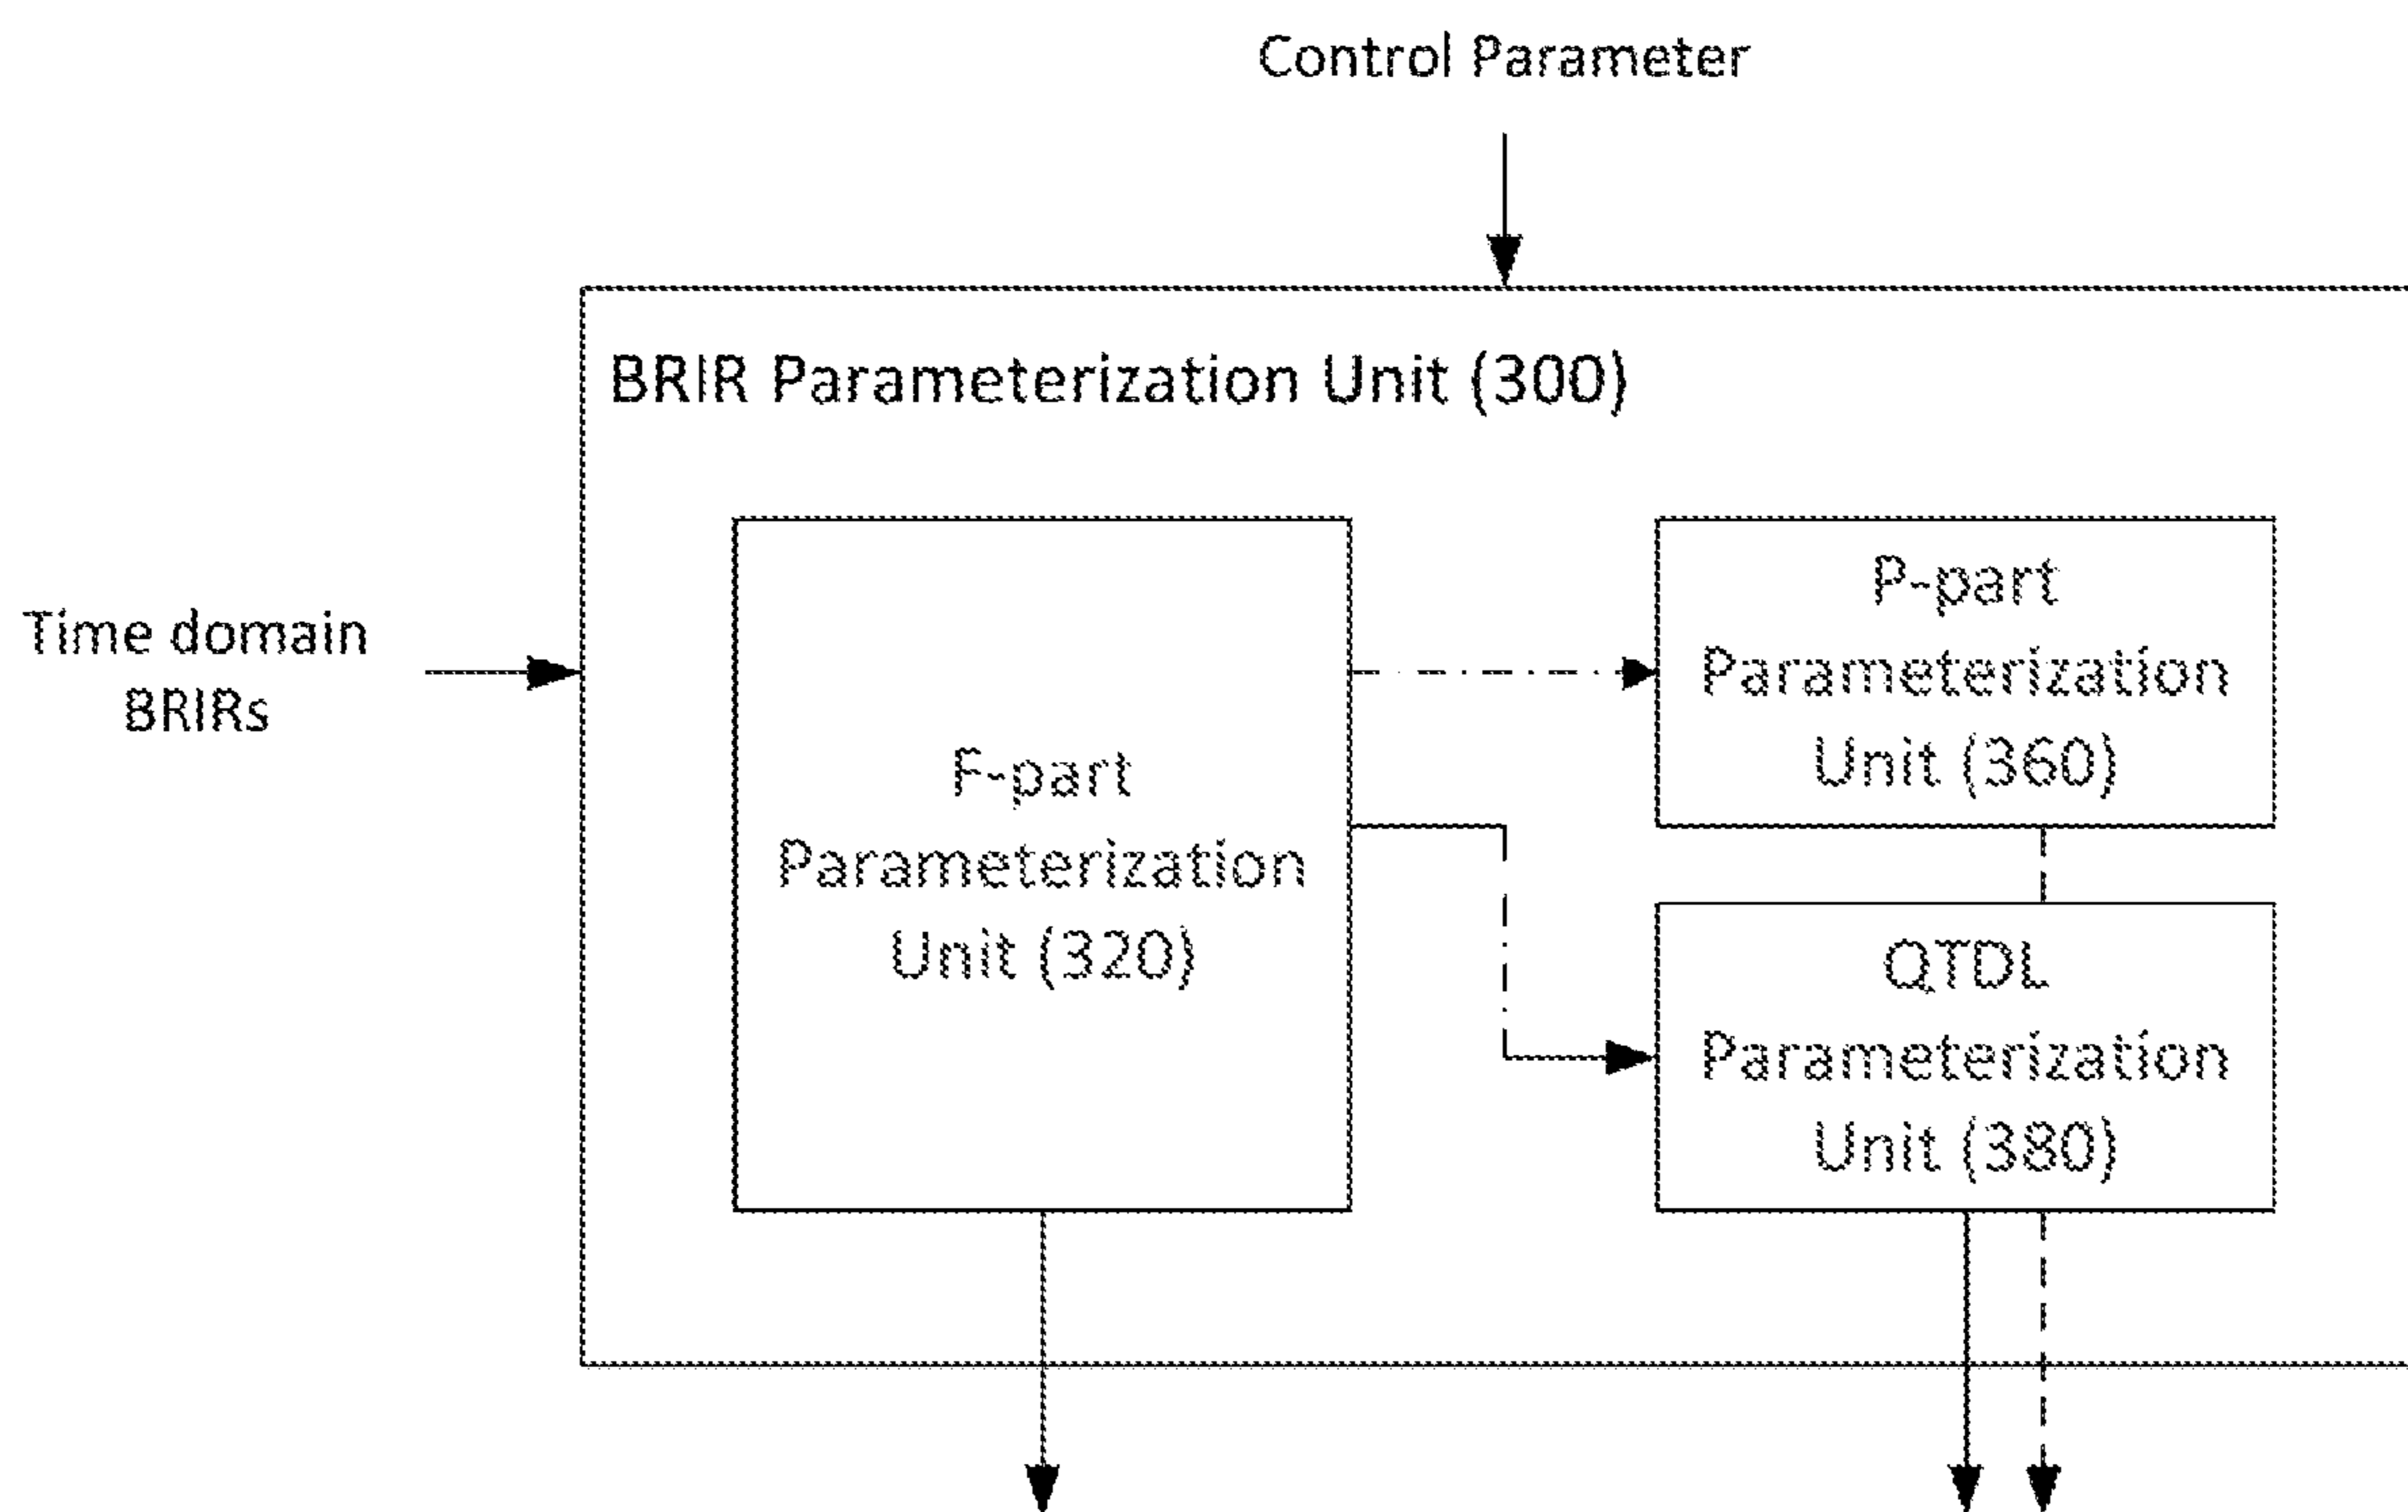 Control Parameter
BRIR Parameterization Unit (300)
Time domain
BRIRs
F-part
Parameterization
Unit (320)
P-part
Parameterization
Unit (360)
QTDL
Parameterization
Unit (380)